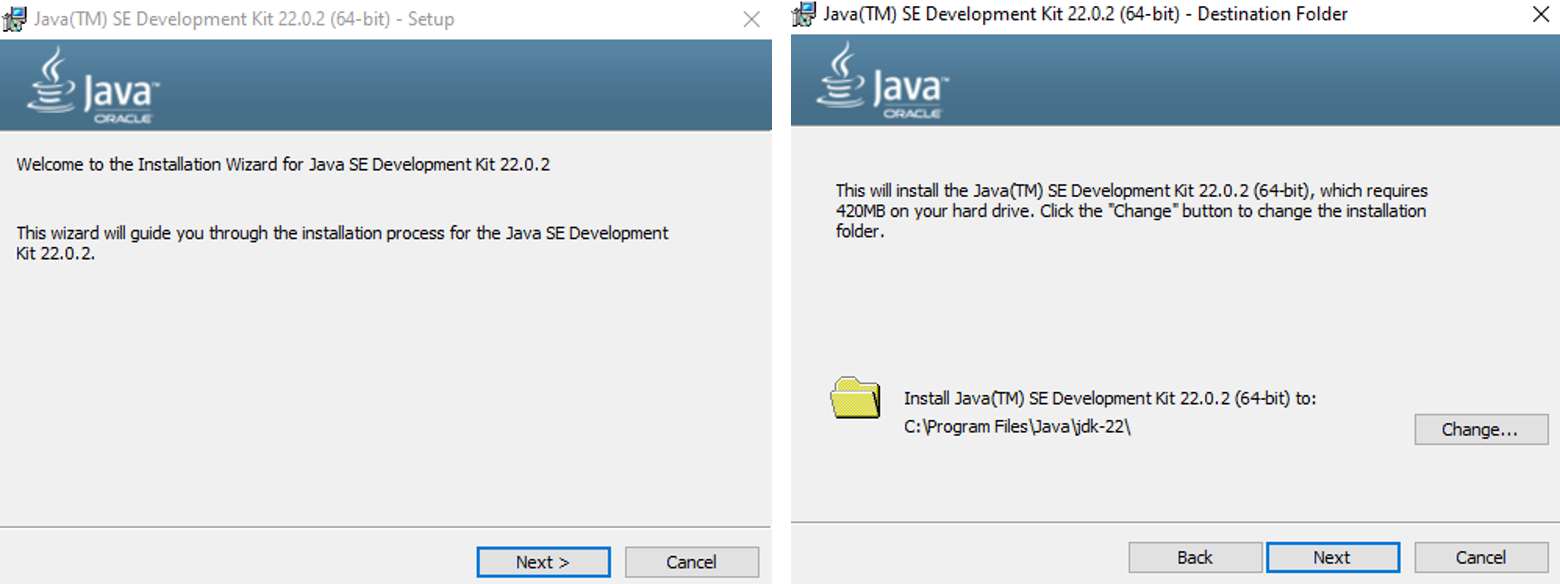 Java(TM) SE Development Kit 22.0.2 (64-bit) - Setup
Java™
ORACLE
Welcome to the Installation Wizard for Java SE Development Kit 22.0.2
This wizard will guide you through the installation process for the Java SE Development
Kit 22.0.2.
Next >
Cancel
Java(TM) SE Development Kit 22.0.2 (64-bit) - Destination Folder
Java™
ORACLE
This will install the Java(TM) SE Development Kit 22.0.2 (64-bit), which requires
420MB on your hard drive. Click the "Change" button to change the installation
folder.
Install Java(TM) SE Development Kit 22.0.2 (64-bit) to:
C:\Program Files\Java\jdk-22\
Change...
Back
Next
Cancel